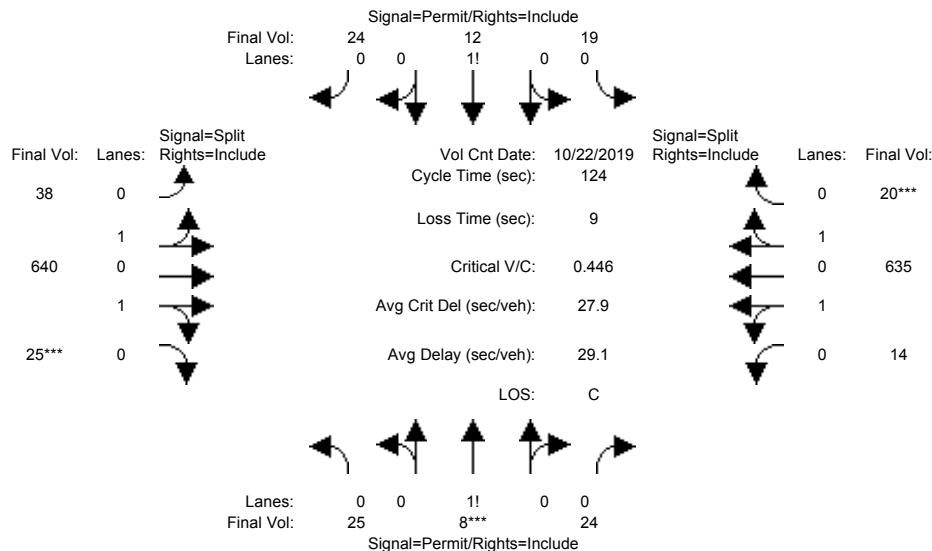 Signal=Permit/Rights=Include
Final Vol: 24 12 19
Lanes: 0 0 1! 0 0
Signal=Split Signal=Split
Final Vol: Lanes: Rights=Include Vol Cnt Date: 10/22/2019 Rights=Include Lanes: Final Vol:
Cycle Time (sec): 124
38 0 0 20***
Loss Time (sec): 9
1 1
640 0 Critical V/C: 0.446 0 635
1 Avg Crit Del (sec/veh): 27.9 1
25*** 0 Avg Delay (sec/veh): 29.1 0 14
LOS: C
Lanes: 0 0 1! 0 0
Final Vol: 25 8*** 24
Signal=Permit/Rights=Include